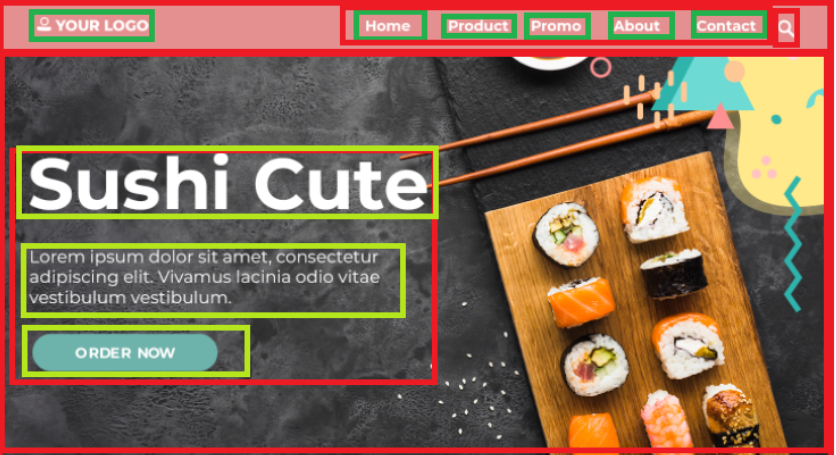 YOUR LOGO
Home Product Promo About Contact
Sushi Cute
Lorem ipsum dolor sit amet, consectetur
adipiscing elit. Vivamus lacinia odio vitae
vestibulum vestibulum.
ORDER NOW